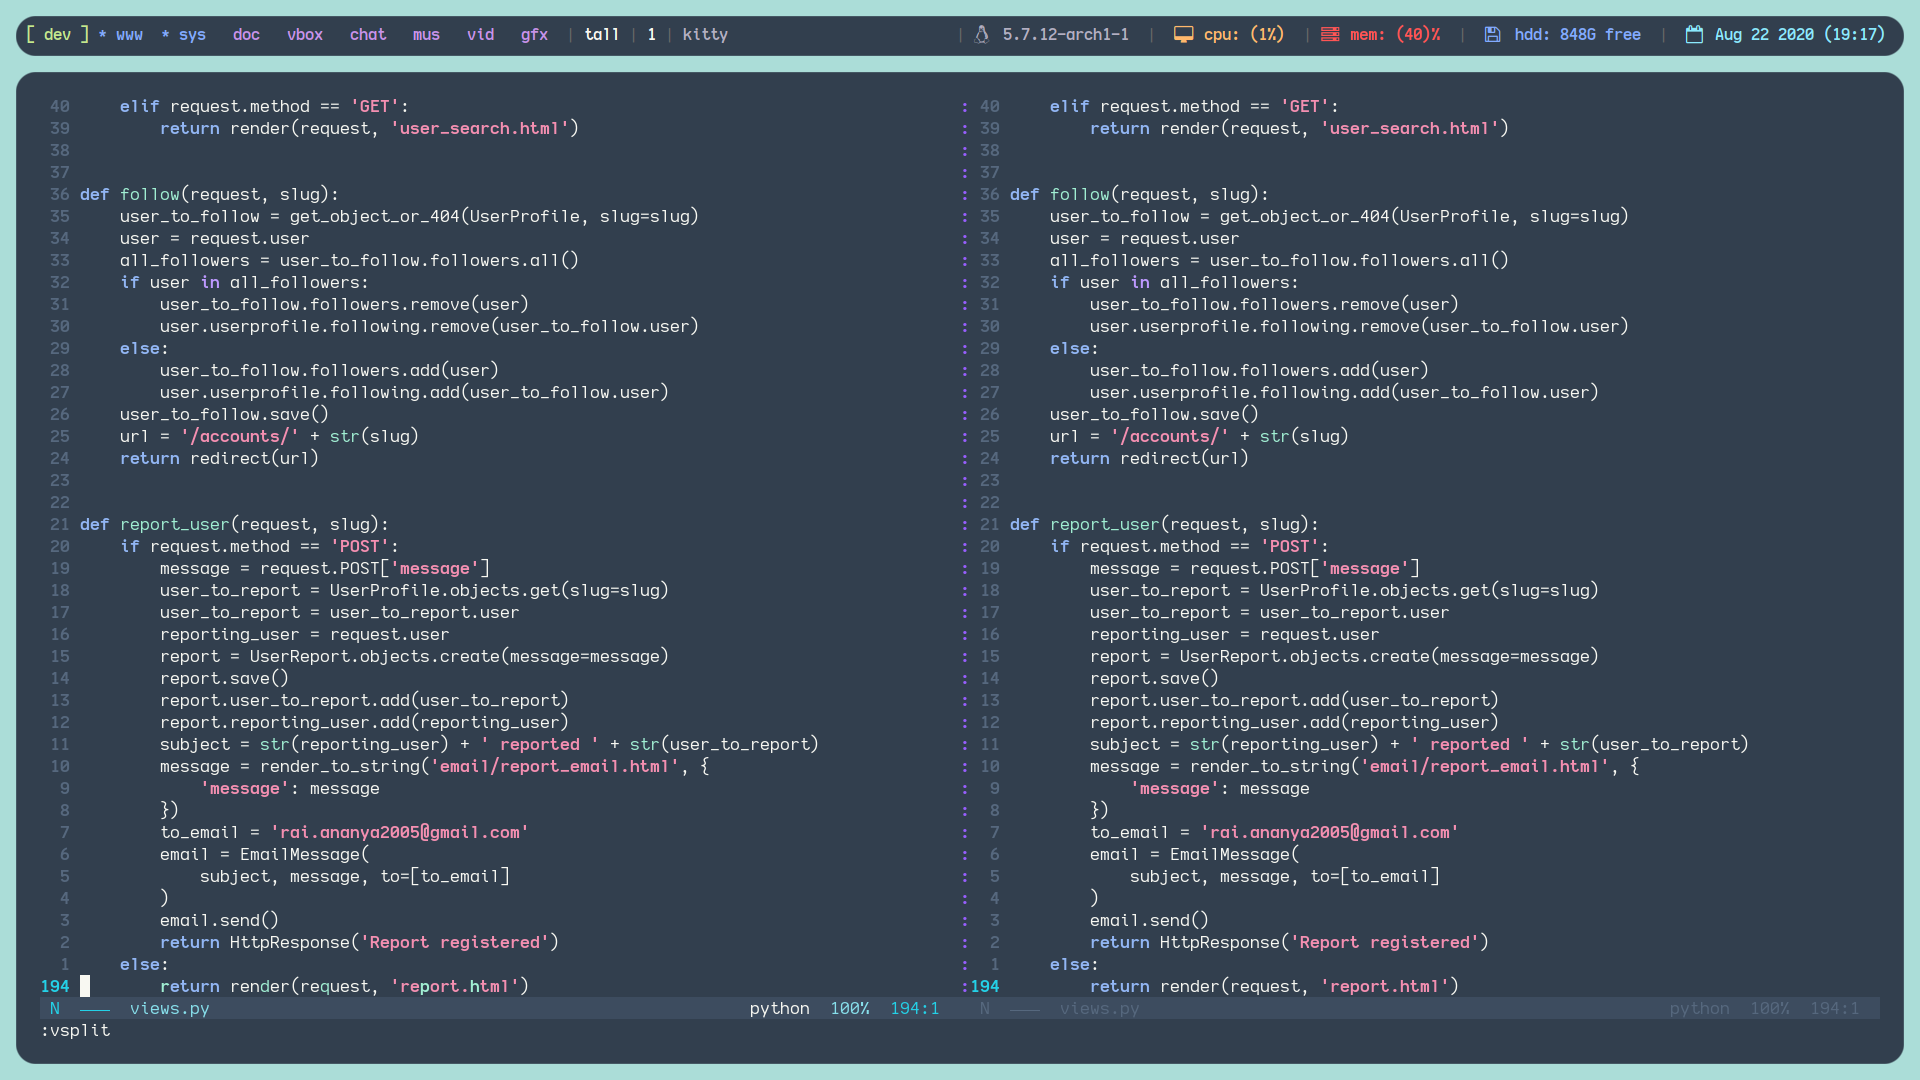 [ dev ] * www * sys doc vbox chat mus vid gfx | tall | 1 | kitty | 5.7.12-arch1-1 | cpu: (1%) | mem: (40)% | hdd: 848G free | Aug 22 2020 (19:17)
40 elif request.method == 'GET':
39 return render(request, 'user_search.html')
38
37
36 def follow(request, slug):
35 user_to_follow = get_object_or_404(UserProfile, slug=slug)
34 user = request.user
33 all_followers = user_to_follow.followers.all()
32 if user in all_followers:
31 user_to_follow.followers.remove(user)
30 user.userprofile.following.remove(user_to_follow.user)
29 else:
28 user_to_follow.followers.add(user)
27 user.userprofile.following.add(user_to_follow.user)
26 user_to_follow.save()
25 url = '/accounts/' + str(slug)
24 return redirect(url)
23
22
21 def report_user(request, slug):
20 if request.method == 'POST':
19 message = request.POST['message']
18 user_to_report = UserProfile.objects.get(slug=slug)
17 user_to_report = user_to_report.user
16 reporting_user = request.user
15 report = UserReport.objects.create(message=message)
14 report.save()
13 report.user_to_report.add(user_to_report)
12 report.reporting_user.add(reporting_user)
11 subject = str(reporting_user) + ' reported ' + str(user_to_report)
10 message = render_to_string('email/report_email.html', {
9 'message': message
8 })
7 to_email = 'rai.ananya2005@gmail.com'
6 email = EmailMessage(
5 subject, message, to=[to_email]
4 )
3 email.send()
2 return HttpResponse('Report registered')
1 else:
194 return render(request, 'report.html')
N views.py python 100% 194:1
: 40 elif request.method == 'GET':
: 39 return render(request, 'user_search.html')
: 38
: 37
: 36 def follow(request, slug):
: 35 user_to_follow = get_object_or_404(UserProfile, slug=slug)
: 34 user = request.user
: 33 all_followers = user_to_follow.followers.all()
: 32 if user in all_followers:
: 31 user_to_follow.followers.remove(user)
: 30 user.userprofile.following.remove(user_to_follow.user)
: 29 else:
: 28 user_to_follow.followers.add(user)
: 27 user.userprofile.following.add(user_to_follow.user)
: 26 user_to_follow.save()
: 25 url = '/accounts/' + str(slug)
: 24 return redirect(url)
: 23
: 22
: 21 def report_user(request, slug):
: 20 if request.method == 'POST':
: 19 message = request.POST['message']
: 18 user_to_report = UserProfile.objects.get(slug=slug)
: 17 user_to_report = user_to_report.user
: 16 reporting_user = request.user
: 15 report = UserReport.objects.create(message=message)
: 14 report.save()
: 13 report.user_to_report.add(user_to_report)
: 12 report.reporting_user.add(reporting_user)
: 11 subject = str(reporting_user) + ' reported ' + str(user_to_report)
: 10 message = render_to_string('email/report_email.html', {
: 9 'message': message
: 8 })
: 7 to_email = 'rai.ananya2005@gmail.com'
: 6 email = EmailMessage(
: 5 subject, message, to=[to_email]
: 4 )
: 3 email.send()
: 2 return HttpResponse('Report registered')
: 1 else:
:194 return render(request, 'report.html')
N views.py python 100% 194:1
:vsplit